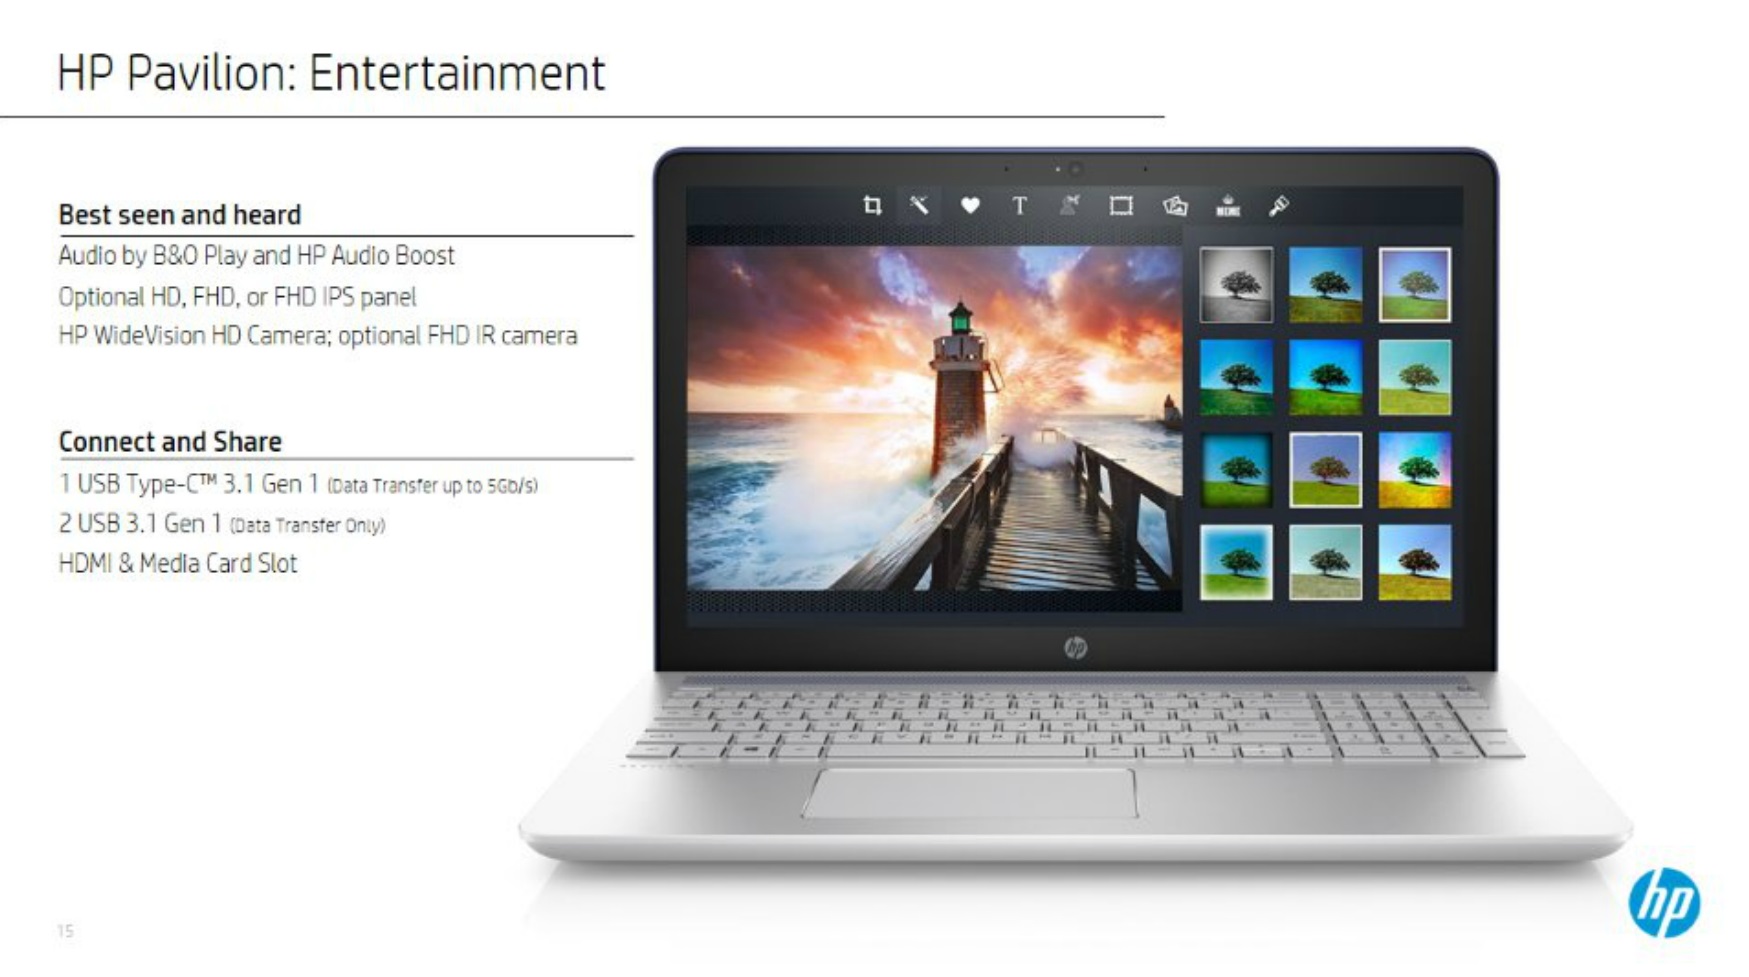 HP Pavilion: Entertainment
Best seen and heard
Audio by B&O Play and HP Audio Boost
Optional HD, FHD, or FHD IPS panel
HP WideVision HD Camera; optional FHD IR camera
Connect and Share
1 USB Type-C™ 3.1 Gen 1 (Data Transfer up to 5Gb/s)
2 USB 3.1 Gen 1 (Data Transfer Only)
HDMI & Media Card Slot
T
MEME
hp
hp
15